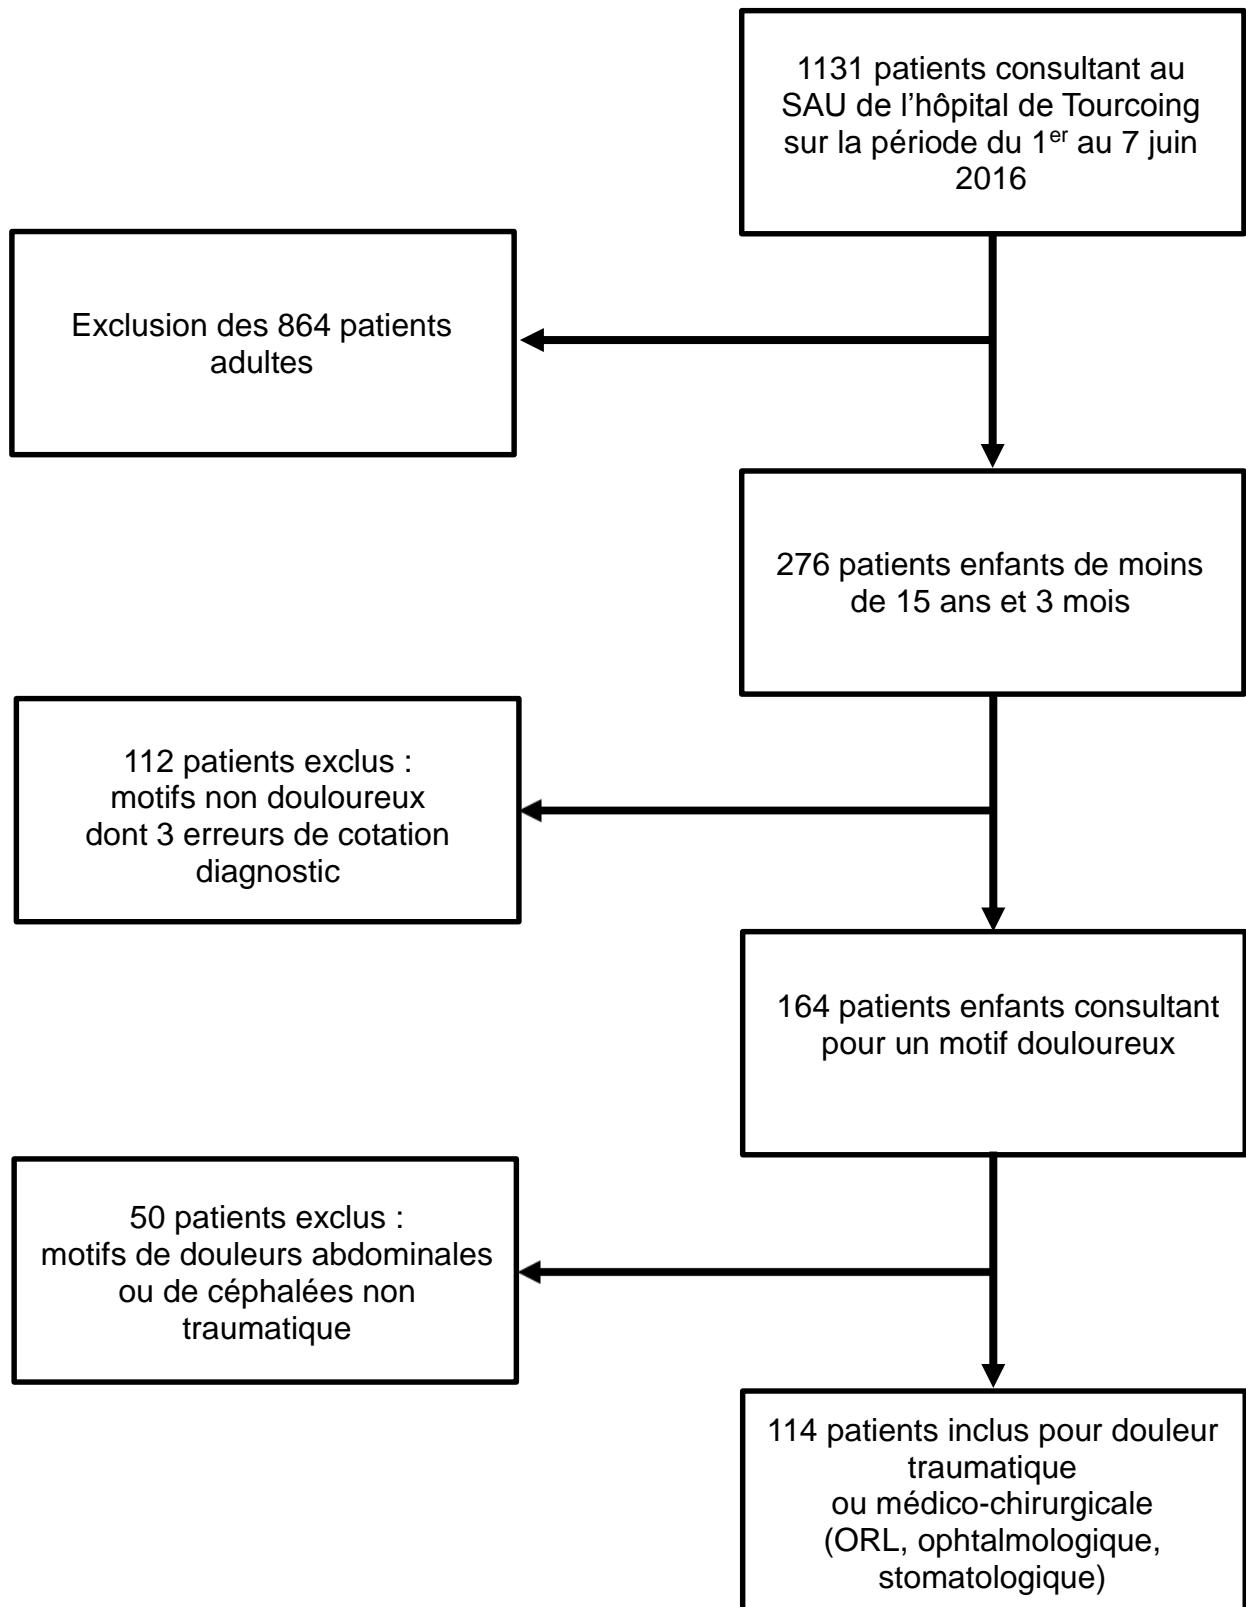 1131 patients consultant au
SAU de l’hôpital de Tourcoing
sur la période du 1er au 7 juin
2016
Exclusion des 864 patients
adultes
276 patients enfants de moins
de 15 ans et 3 mois
112 patients exclus :
motifs non douloureux
dont 3 erreurs de cotation
diagnostic
164 patients enfants consultant
pour un motif douloureux
50 patients exclus :
motifs de douleurs abdominales
ou de céphalées non
traumatique
114 patients inclus pour douleur
traumatique
ou médico-chirurgicale
(ORL, ophtalmologique,
stomatologique)